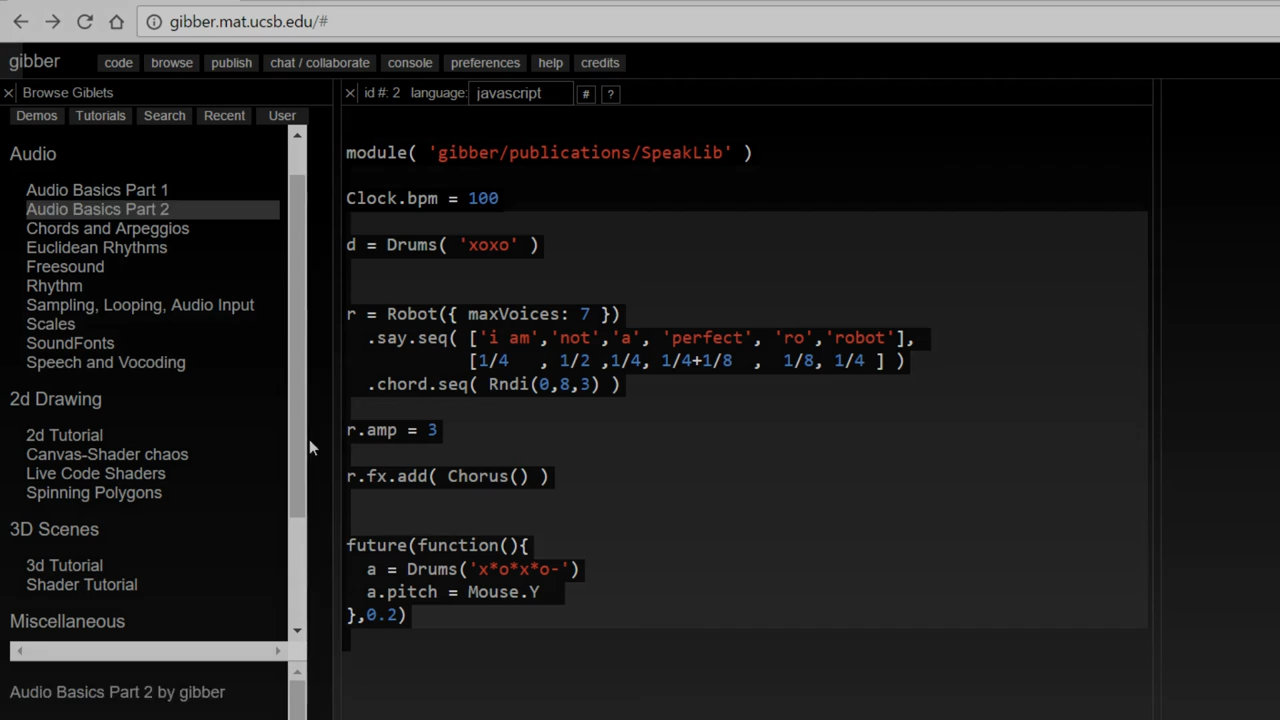 gibber.mat.ucsb.edu/#
gibber code browse publish chat / collaborate console preferences help credits
Browse Giblets
Demos Tutorials Search Recent User
Audio
Audio Basics Part 1
Audio Basics Part 2
Chords and Arpeggios
Euclidean Rhythms
Freesound
Rhythm
Sampling, Looping, Audio Input
Scales
SoundFonts
Speech and Vocoding
2d Drawing
2d Tutorial
Canvas-Shader chaos
Live Code Shaders
Spinning Polygons
3D Scenes
3d Tutorial
Shader Tutorial
Miscellaneous
Audio Basics Part 2 by gibber
id #: 2 language: javascript # ?
module( 'gibber/publications/SpeakLib' )
Clock.bpm = 100
d = Drums( 'xoxo' )
r = Robot({ maxVoices: 7 })
.say.seq( ['i am','not','a', 'perfect', 'ro','robot'],
[1/4 , 1/2 ,1/4, 1/4+1/8 , 1/8, 1/4 ] )
.chord.seq( Rndi(0,8,3) )
r.amp = 3
r.fx.add( Chorus() )
future(function(){
a = Drums('x*o*x*o-')
a.pitch = Mouse.Y
},0.2)